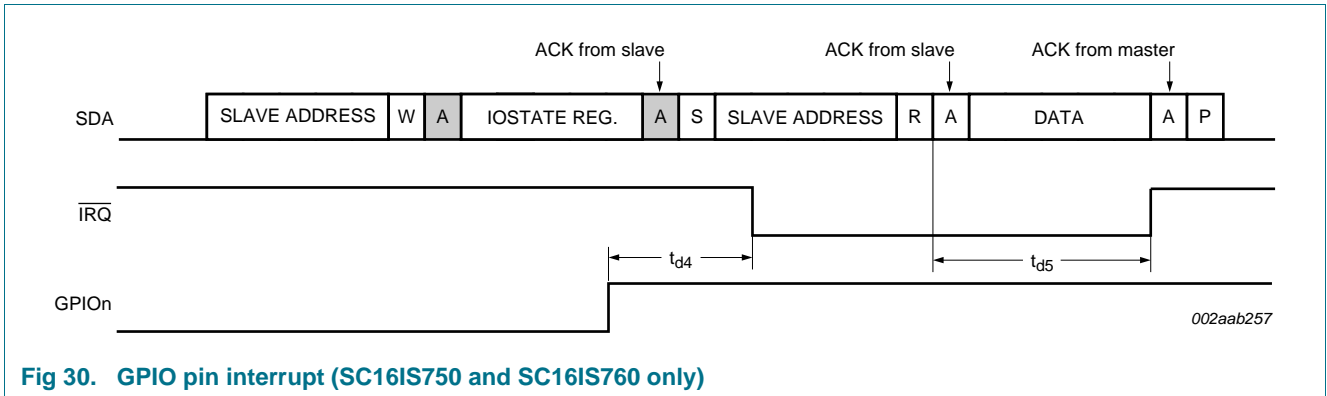 ACK from slave ACK from slave ACK from master
SDA SLAVE ADDRESS W A IOSTATE REG. A S SLAVE ADDRESS R A DATA A P
IRQ
td4 td5
GPIOn
002aab257
Fig 30. GPIO pin interrupt (SC16IS750 and SC16IS760 only)